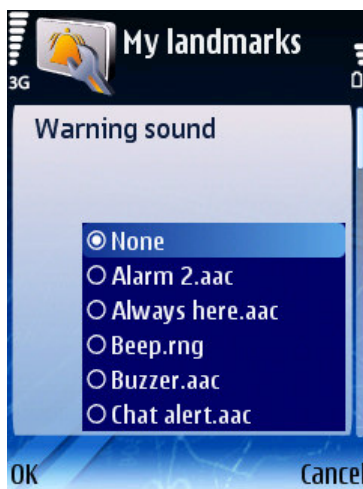 My landmarks
3G
Warning sound
None
Alarm 2.aac
Always here.aac
Beep.rng
Buzzer.aac
Chat alert.aac
OK Cancel